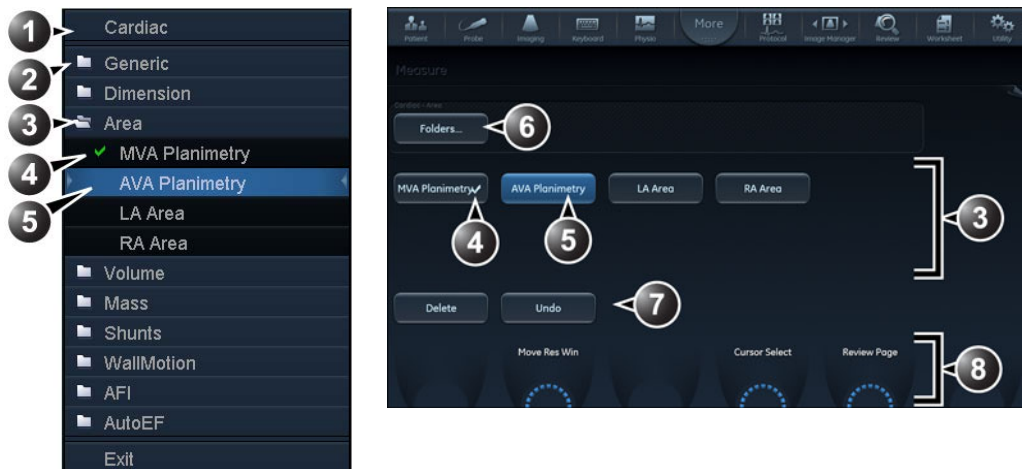 1
Cardiac
2
Generic
Dimension
3
Area
4
MVA Planimetry
5
AVA Planimetry
LA Area
RA Area
Volume
Mass
Shunts
WallMotion
AFI
AutoEF
Exit
Patient Probe Imaging Keyboard Physio More Protocol Image Manager Review Worksheet Utility
Measure
Cardiac - Area
Folders...
6
MVA Planimetry AVA Planimetry LA Area RA Area
3
4 5
Delete Undo
7
Move Res Win Cursor Select Review Page
8